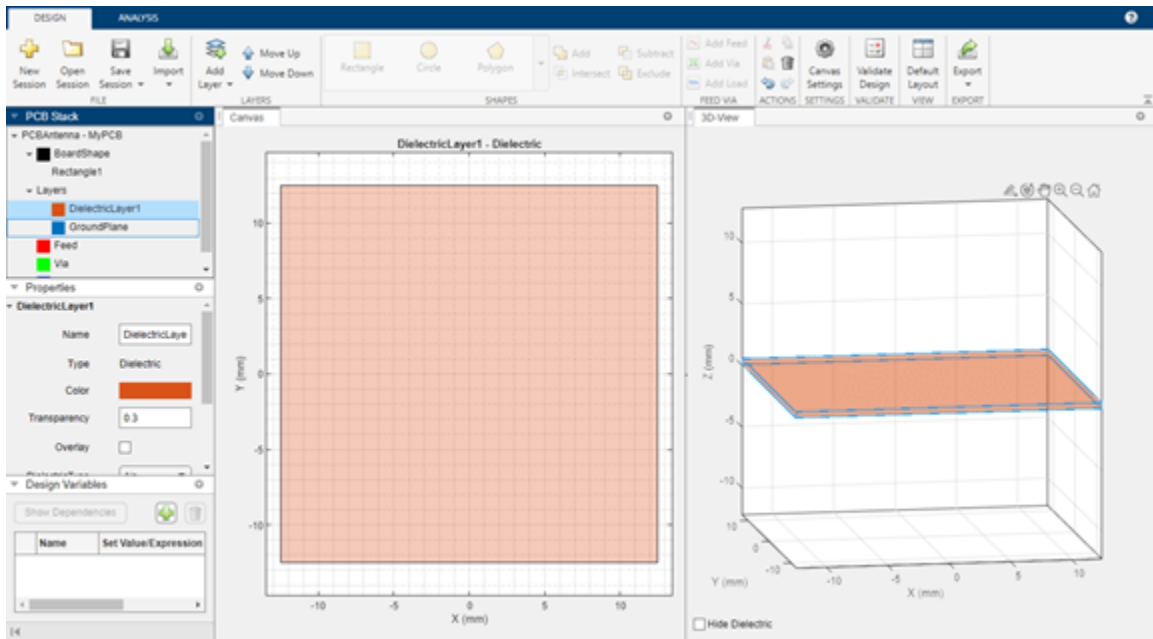 DESIGN
ANALYSIS
New Session
Open Session
Save Session
Import
Add Layer
Move Up
Move Down
Rectangle
Circle
Polygon
Add
Subtract
Intersect
Exclude
Add Feed
Add Via
Add Load
Canvas Settings
Validate Design
Default Layout
Export
FILE
LAYERS
SHAPES
FEED VIA
ACTIONS
SETTINGS
VALIDATE
VIEW
EXPORT
PCB Stack
PCBAntenna - MyPCB
BoardShape
Rectangle1
Layers
DielectricLayer1
GroundPlane
Feed
Via
Properties
DielectricLayer1
Name DielectricLaye
Type Dielectric
Color
Transparency 0.3
Overlay
DielectricType Air
Design Variables
Show Dependencies
Name Set Value/Expression
Canvas
DielectricLayer1 - Dielectric
10
5
0
-5
-10
Y (mm)
-10 -5 0 5 10
X (mm)
3D-View
10
5
0
-5
-10
Z (mm)
10
0
-10
Y (mm)
-10 -5 0 5 10
X (mm)
Hide Dielectric